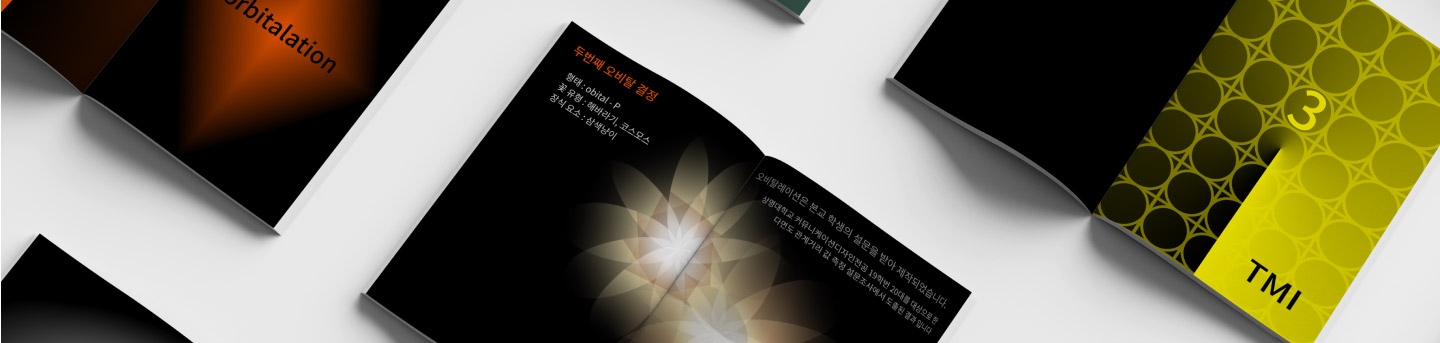 orbitalation
두번째 오비탈 결정
형태 : obital - P
꽃 유형 : 해바라기, 코스모스
장식 요소 : 삼색냉이
오비탈레이션은 본교 학생의 설문을 받아 제작되었습니다.
상명대학교 커뮤니케이션디자인전공 19학번 20대를 대상으로 한
다면도 관계거리 값 측정 설문조사에서 도출된 결과 입니다
3
TMI